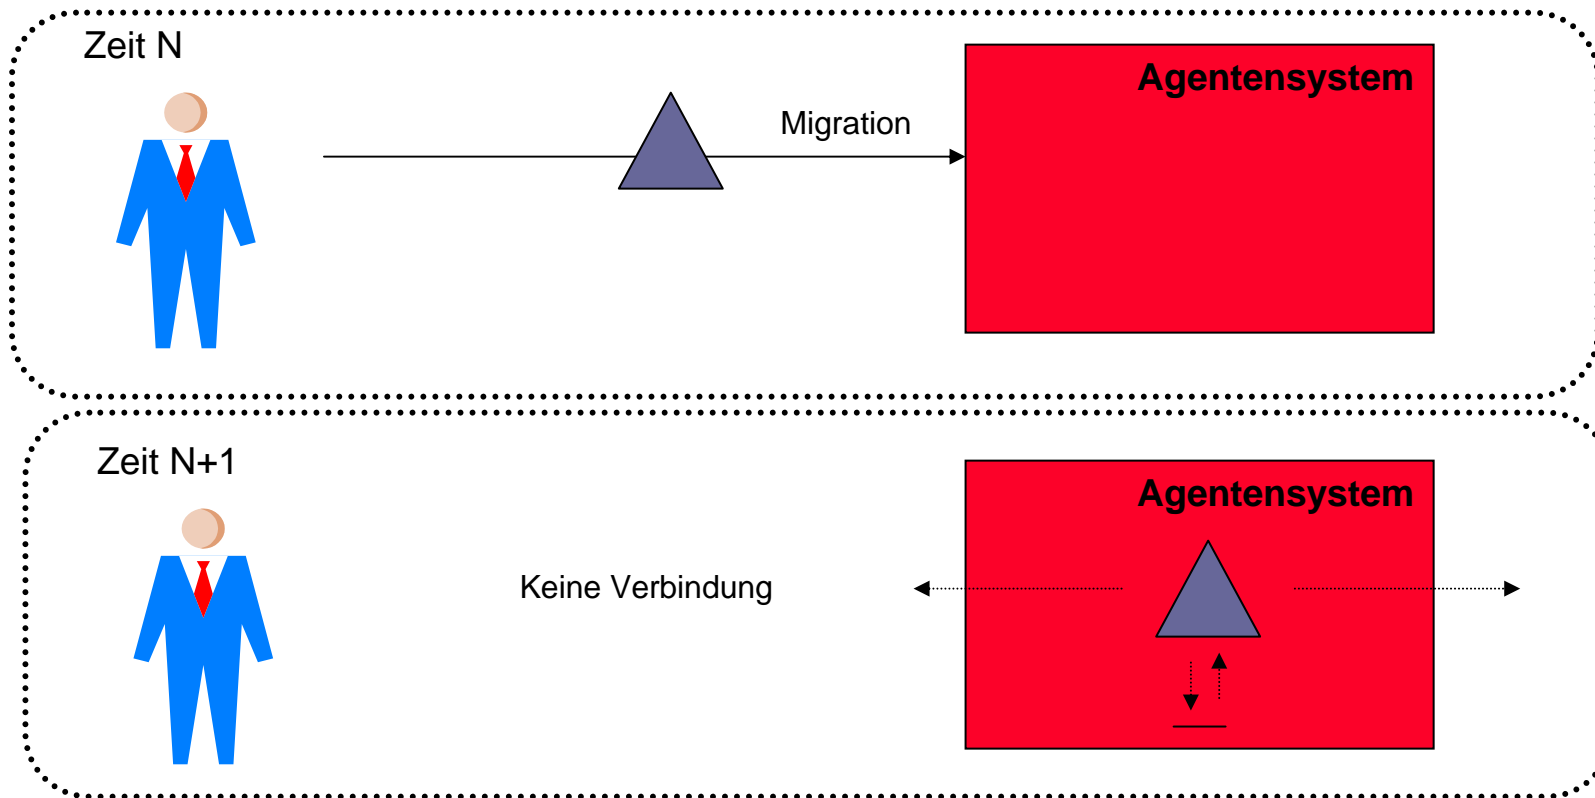 Zeit N
Agentensystem
Migration
Zeit N+1
Agentensystem
Keine Verbindung